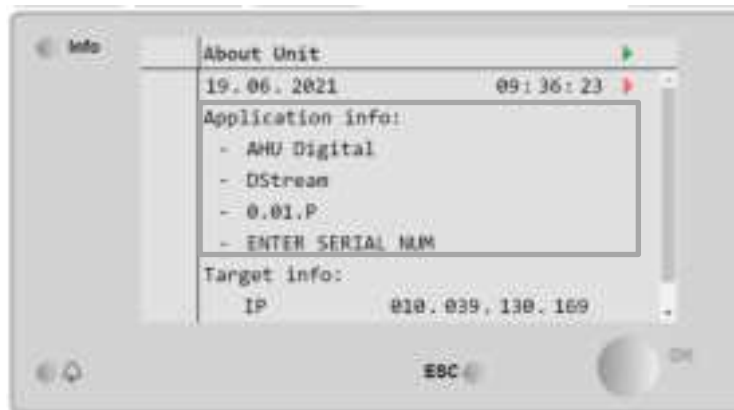 Info
About Unit
19.06.2021 09:36:23
Application info:
- AHU Digital
- DStream
- 0.01.P
- ENTER SERIAL NUM
Target info:
IP 010.039.130.169
ESC
OK